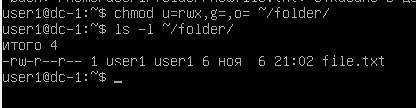 user1@dc-1:~$ chmod u=rwx,g=,o= ~/folder/
user1@dc-1:~$ ls -l ~/folder/
итого 4
-rw-r--r-- 1 user1 user1 6 ноя  6 21:02 file.txt
user1@dc-1:~$ _